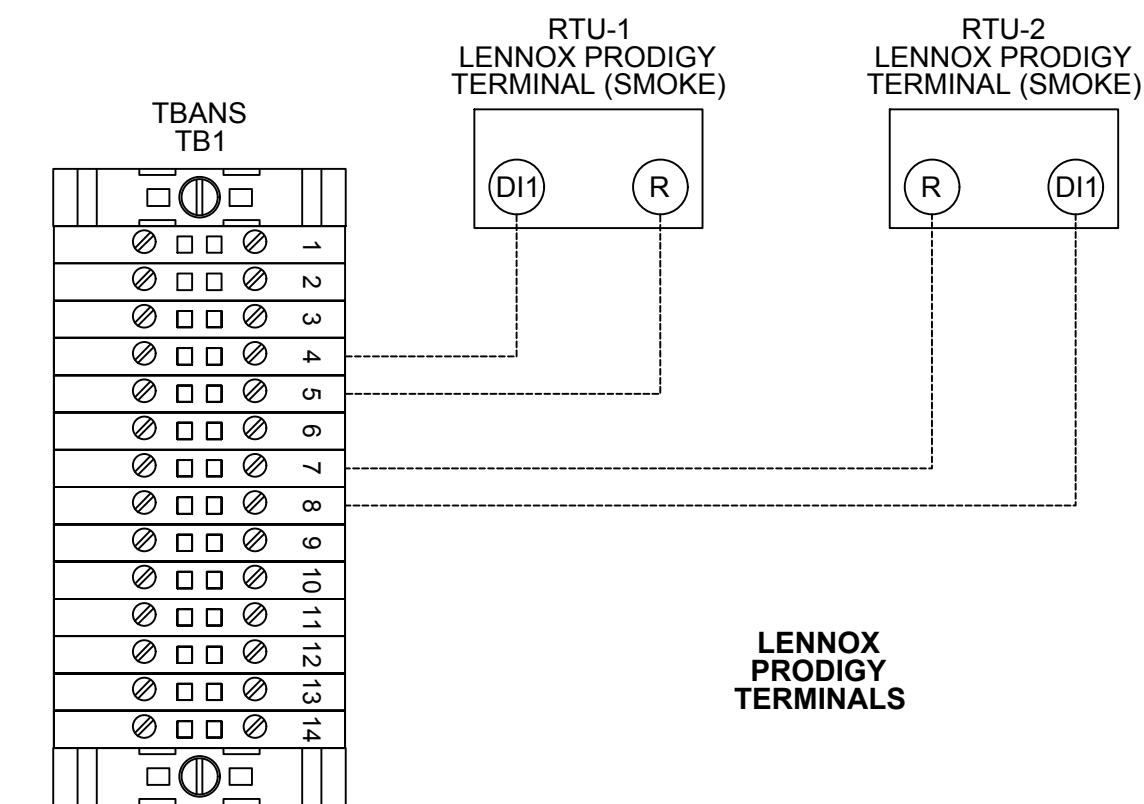 RTU-1
LENNOX PRODIGY
TERMINAL (SMOKE)
RTU-2
LENNOX PRODIGY
TERMINAL (SMOKE)
TBANS
TB1
DI1
R
R
DI1
1
2
3
4
5
6
7
8
9
10
11
12
13
14
LENNOX
PRODIGY
TERMINALS